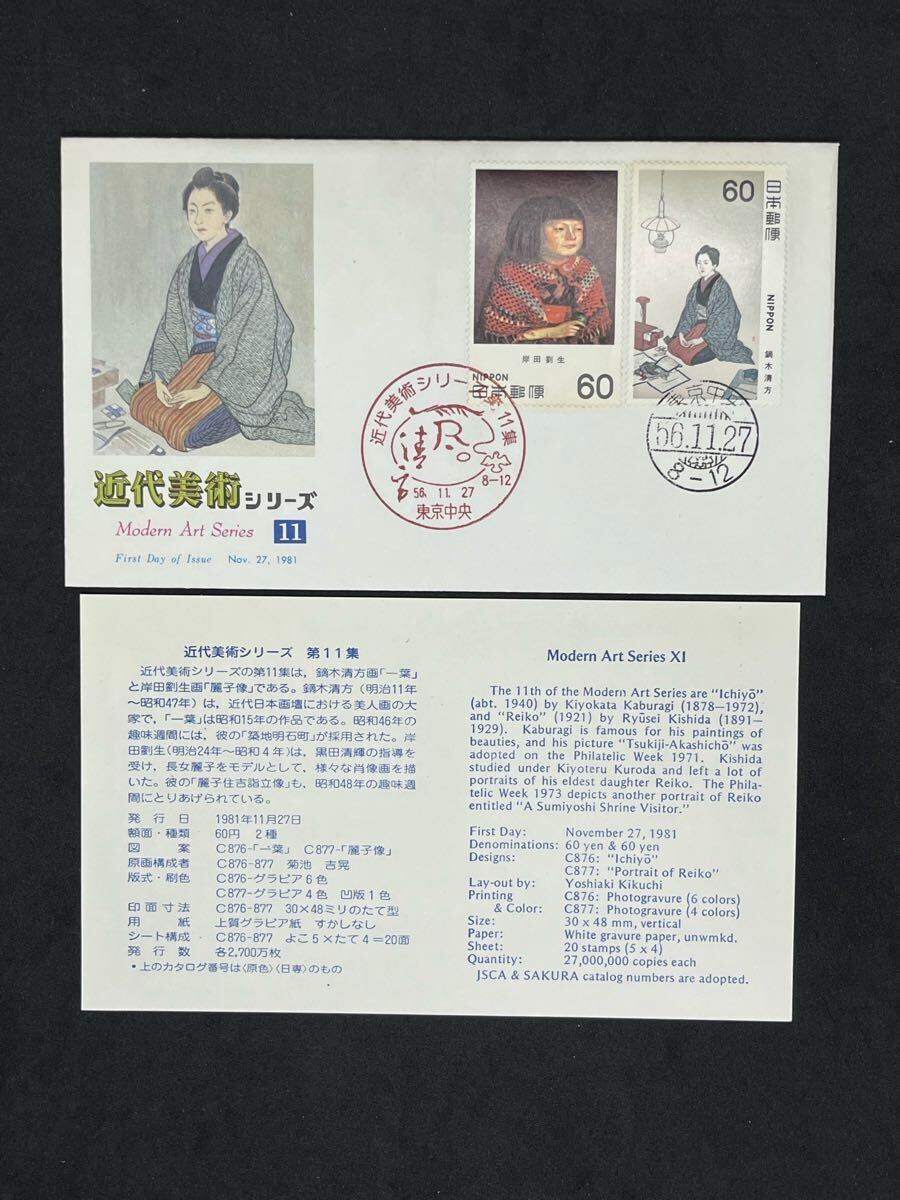 近代美術シリーズ
Modern Art Series 11
First Day of Issue Nov. 27, 1981
岸田劉生
NIPPON
日本郵便 60
60
日本郵便
NIPPON
鏑木清方
近代美術シリーズ第11集
清方
R
56. 11. 27
8-12
東京中央
東京中央
56.11.27
8-12
近代美術シリーズ 第11集
近代美術シリーズの第11集は,鏑木清方画「一葉」
と岸田劉生画「麗子像」である。鏑木清方(明治11年
〜昭和47年)は,近代日本画壇における美人画の大
家で,「一葉」は昭和15年の作品である。昭和46年の
趣味週間には,彼の「築地明石町」が採用された。岸
田劉生(明治24年〜昭和4年)は,黒田清輝の指導を
受け,長女麗子をモデルとして,様々な肖像画を描
いた。彼の「麗子住吉詣立像」も,昭和48年の趣味週
間にとりあげられている。
発行日 1981年11月27日
額面・種類 60円 2種
図案 C876-「一葉」 C877-「麗子像」
原画構成者 C876-877 菊池 吉晃
版式・刷色 C876-グラビア6色
C877-グラビア4色 凹版1色
印面寸法 C876-877 30×48ミリのたて型
用紙 上質グラビア紙 すかしなし
シート構成 C876-877 よこ5×たて4=20面
発行数 各2,700万枚
・上のカタログ番号は〈原色〉〈日専〉のもの
Modern Art Series XI
The 11th of the Modern Art Series are "Ichiyō"
(abt. 1940) by Kiyokata Kaburagi (1878—1972),
and "Reiko" (1921) by Ryūsei Kishida (1891—
1929). Kaburagi is famous for his paintings of
beauties, and his picture "Tsukiji-Akashichō" was
adopted on the Philatelic Week 1971. Kishida
studied under Kiyoteru Kuroda and left a lot of
portraits of his eldest daughter Reiko. The Phila-
telic Week 1973 depicts another portrait of Reiko
entitled "A Sumiyoshi Shrine Visitor."
First Day: November 27, 1981
Denominations: 60 yen & 60 yen
Designs: C876: "Ichiyō"
C877: "Portrait of Reiko"
Lay-out by: Yoshiaki Kikuchi
Printing C876: Photogravure (6 colors)
& Color: C877: Photogravure (4 colors)
Size: 30 x 48 mm, vertical
Paper: White gravure paper, unwmkd.
Sheet: 20 stamps (5 x 4)
Quantity: 27,000,000 copies each
JSCA & SAKURA catalog numbers are adopted.